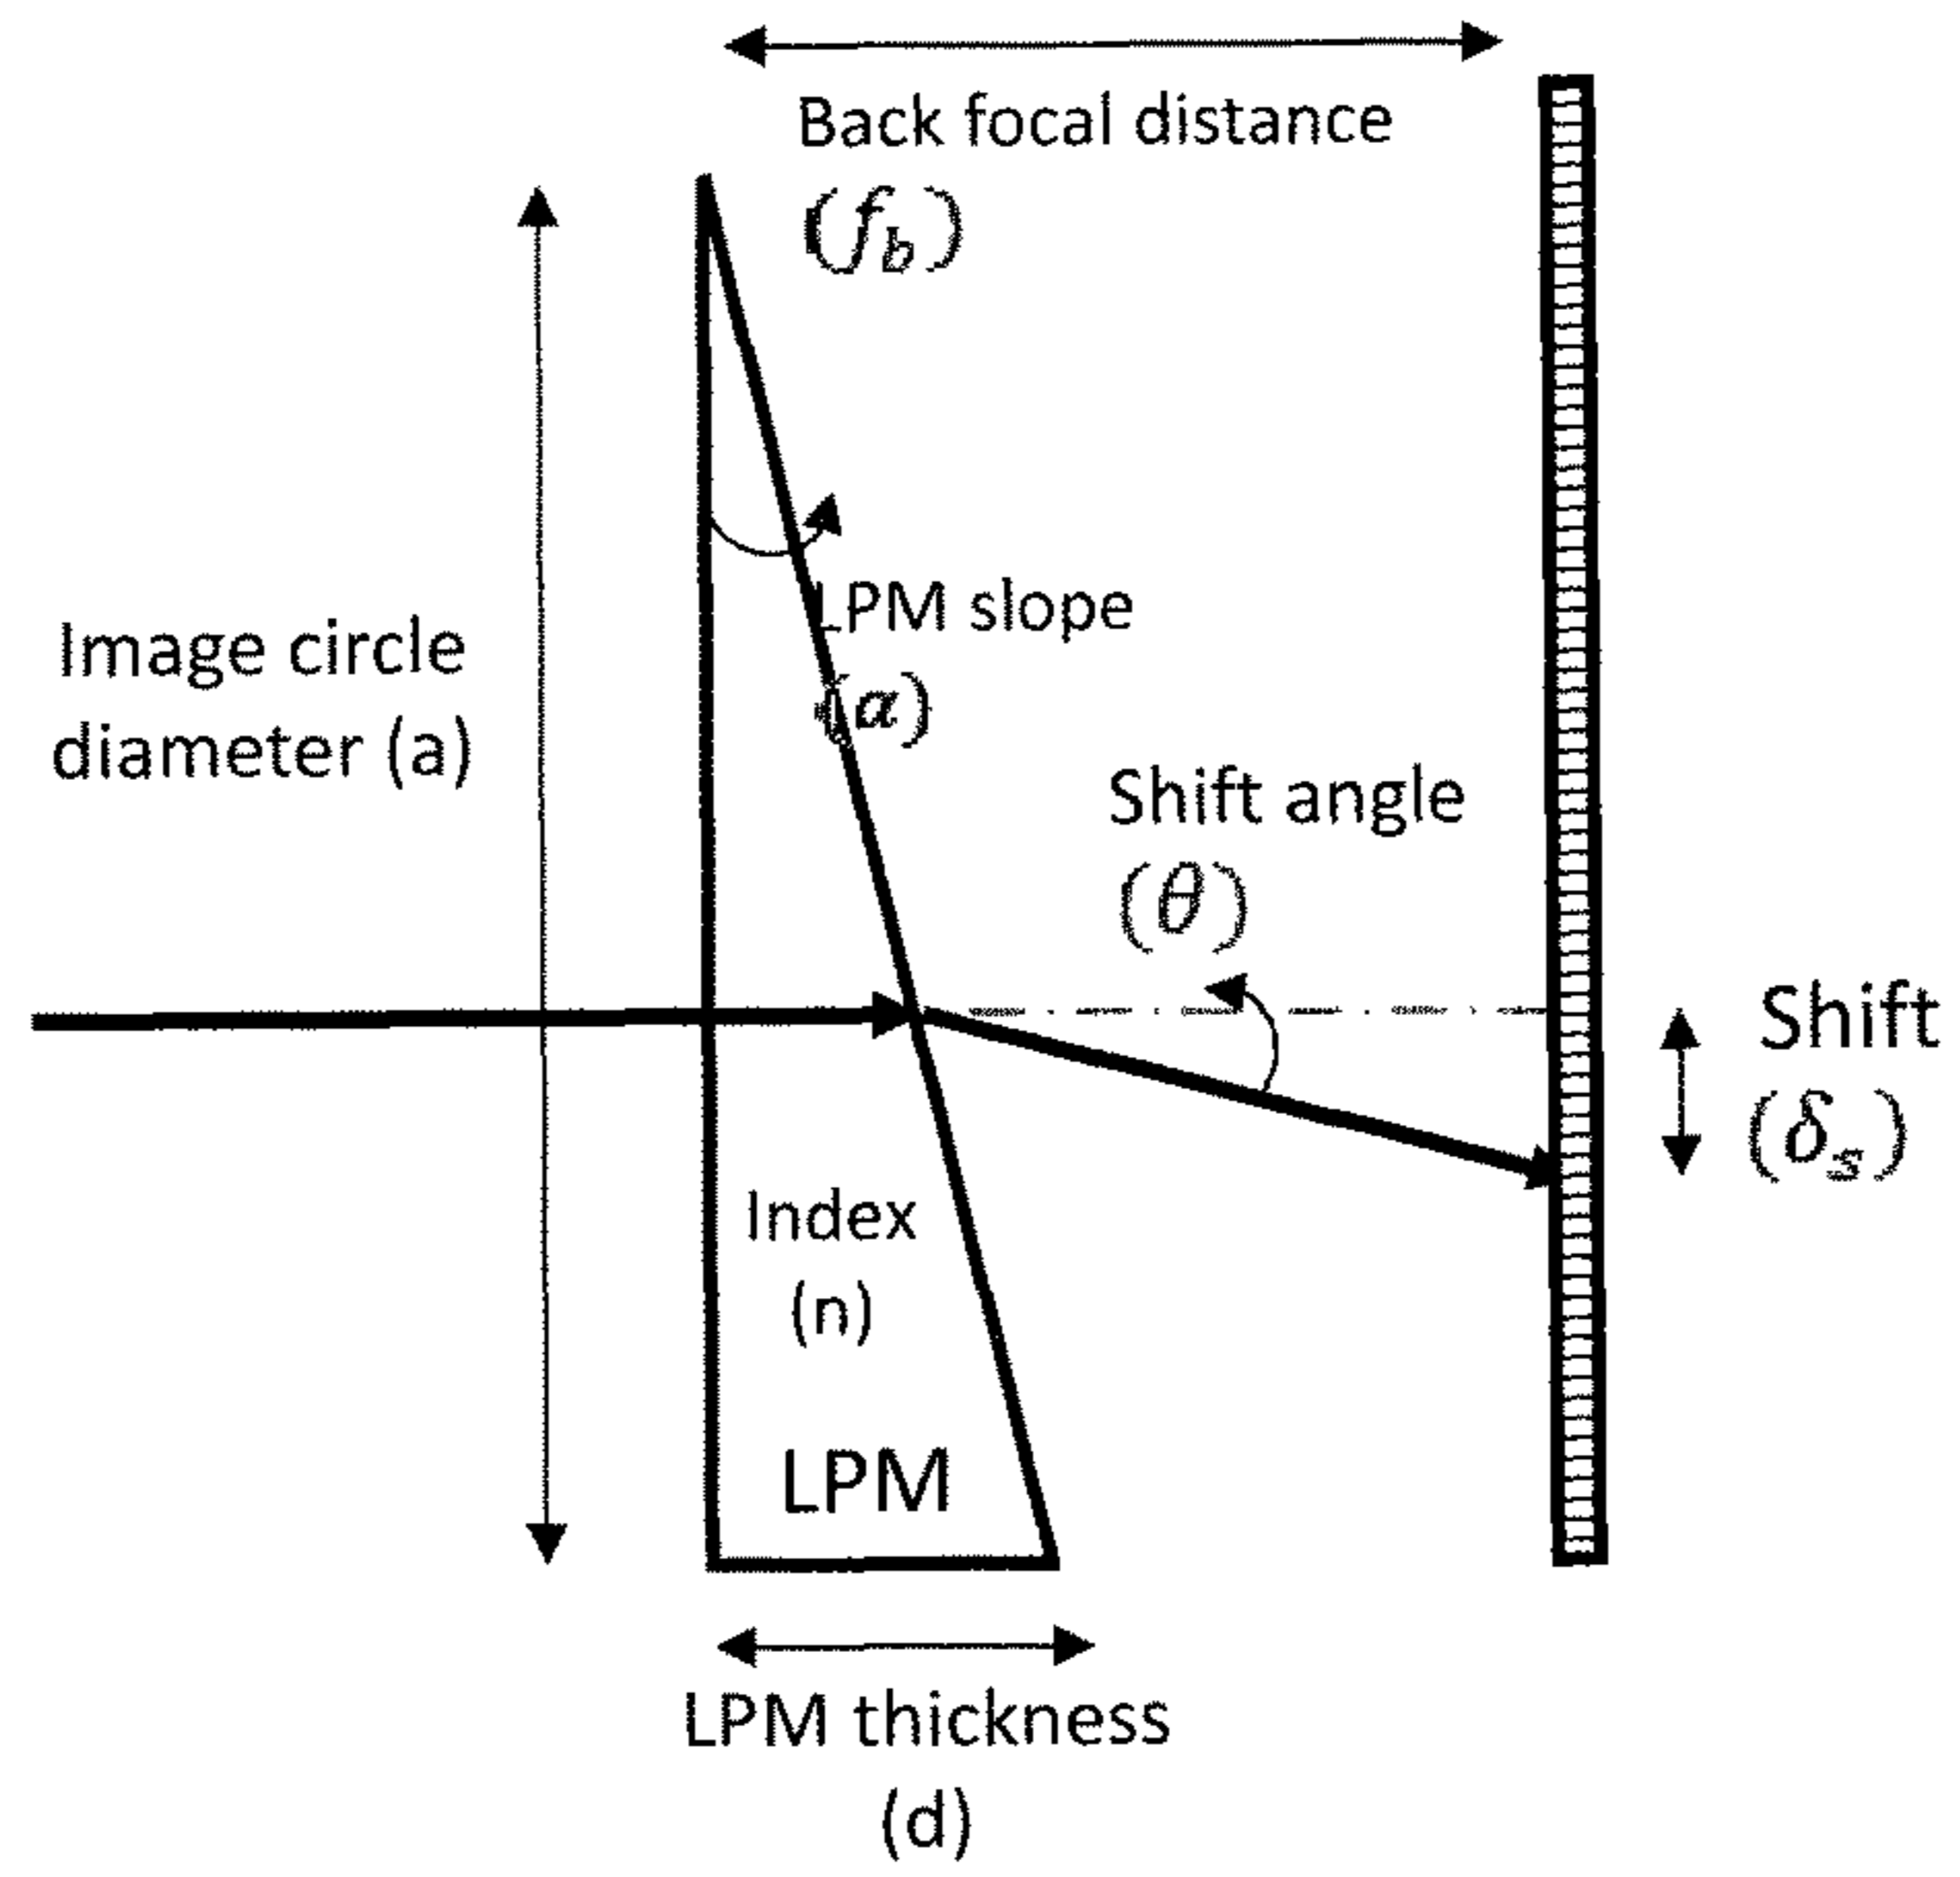 Back focal distance
(f_b)
LPM slope
(α)
Image circle
diameter (a)
Shift angle
(θ)
Shift
(δ_s)
Index
(n)
LPM
LPM thickness
(d)